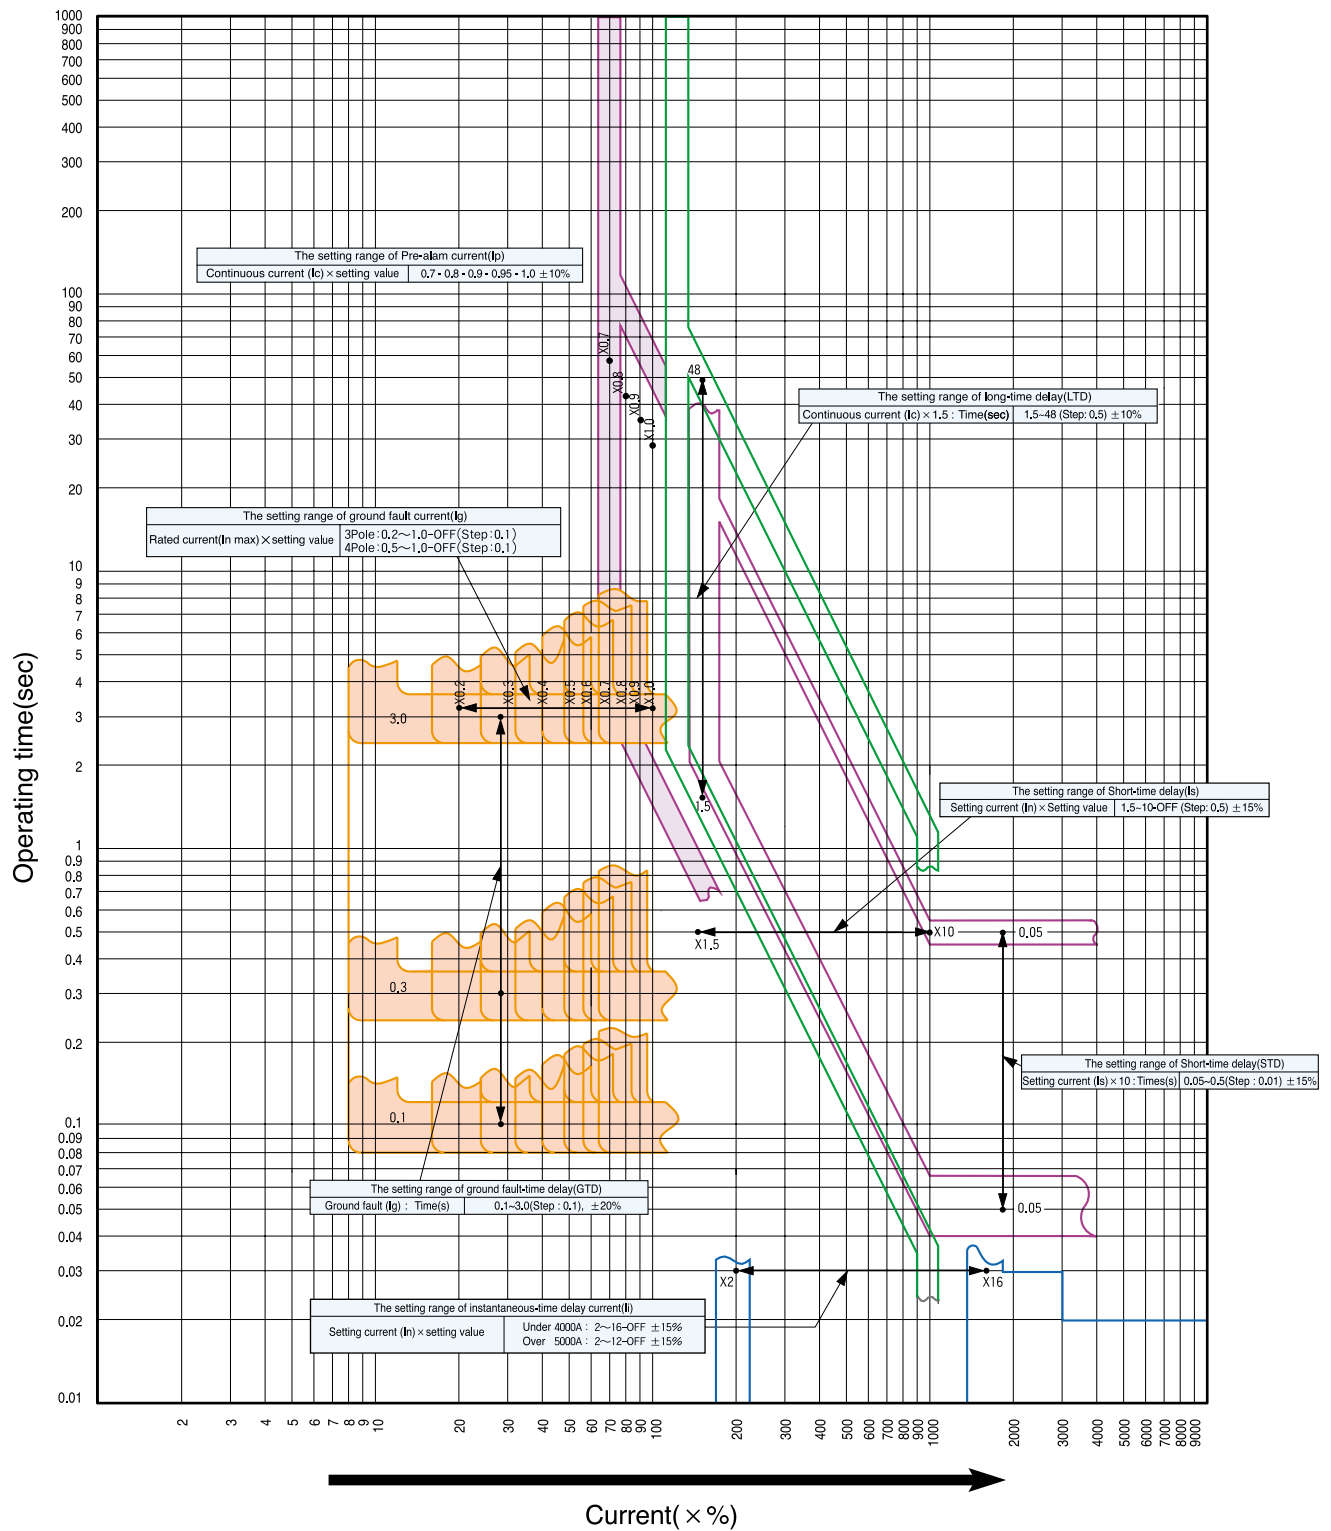 1000
900
800
700
600
500
400
300
200
100
90
80
70
60
50
40
30
20
10
9
8
7
6
5
4
3
2
1
0.9
0.8
0.7
0.6
0.5
0.4
0.3
0.2
0.1
0.09
0.08
0.07
0.06
0.05
0.04
0.03
0.02
0.01
Operating time(sec)
The setting range of Pre-alam current(Ip)
Continuous current (Ic) × setting value 0.7 - 0.8 - 0.9 - 0.95 - 1.0 ±10%
X0.7
X0.8
X0.9
X1.0
48
The setting range of long-time delay(LTD)
Continuous current (Ic) × 1.5 : Time(sec) 1.5~48 (Step: 0.5) ±10%
The setting range of ground fault current(Ig)
Rated current(In max)×setting value
3Pole:0.2~1.0-OFF(Step:0.1)
4Pole:0.5~1.0-OFF(Step:0.1)
X0.2
X0.3
X0.4
X0.5
X0.6
X0.7
X0.8
X0.9
X1.0
3.0
1.5
The setting range of Short-time delay(Is)
Setting current (In) × Setting value 1.5~10-OFF (Step: 0.5) ±15%
X1.5
X10
0.05
0.3
The setting range of Short-time delay(STD)
Setting current (Is) × 10 :Times(s) 0.05~0.5(Step : 0.01) ±15%
0.1
The setting range of ground fault-time delay(GTD)
Ground fault (Ig) : Time(s) 0.1~3.0(Step : 0.1), ±20%
0.05
X2
X16
The setting range of instantaneous-time delay current(Ii)
Setting current (In) × setting value
Under 4000A : 2~16-OFF ±15%
Over 5000A : 2~12-OFF ±15%
2
3
4
5
6
7
8
9
10
20
30
40
50
60
70
80
90
100
200
300
400
500
600
700
800
900
1000
2000
3000
4000
5000
6000
7000
8000
9000
Current( × %)